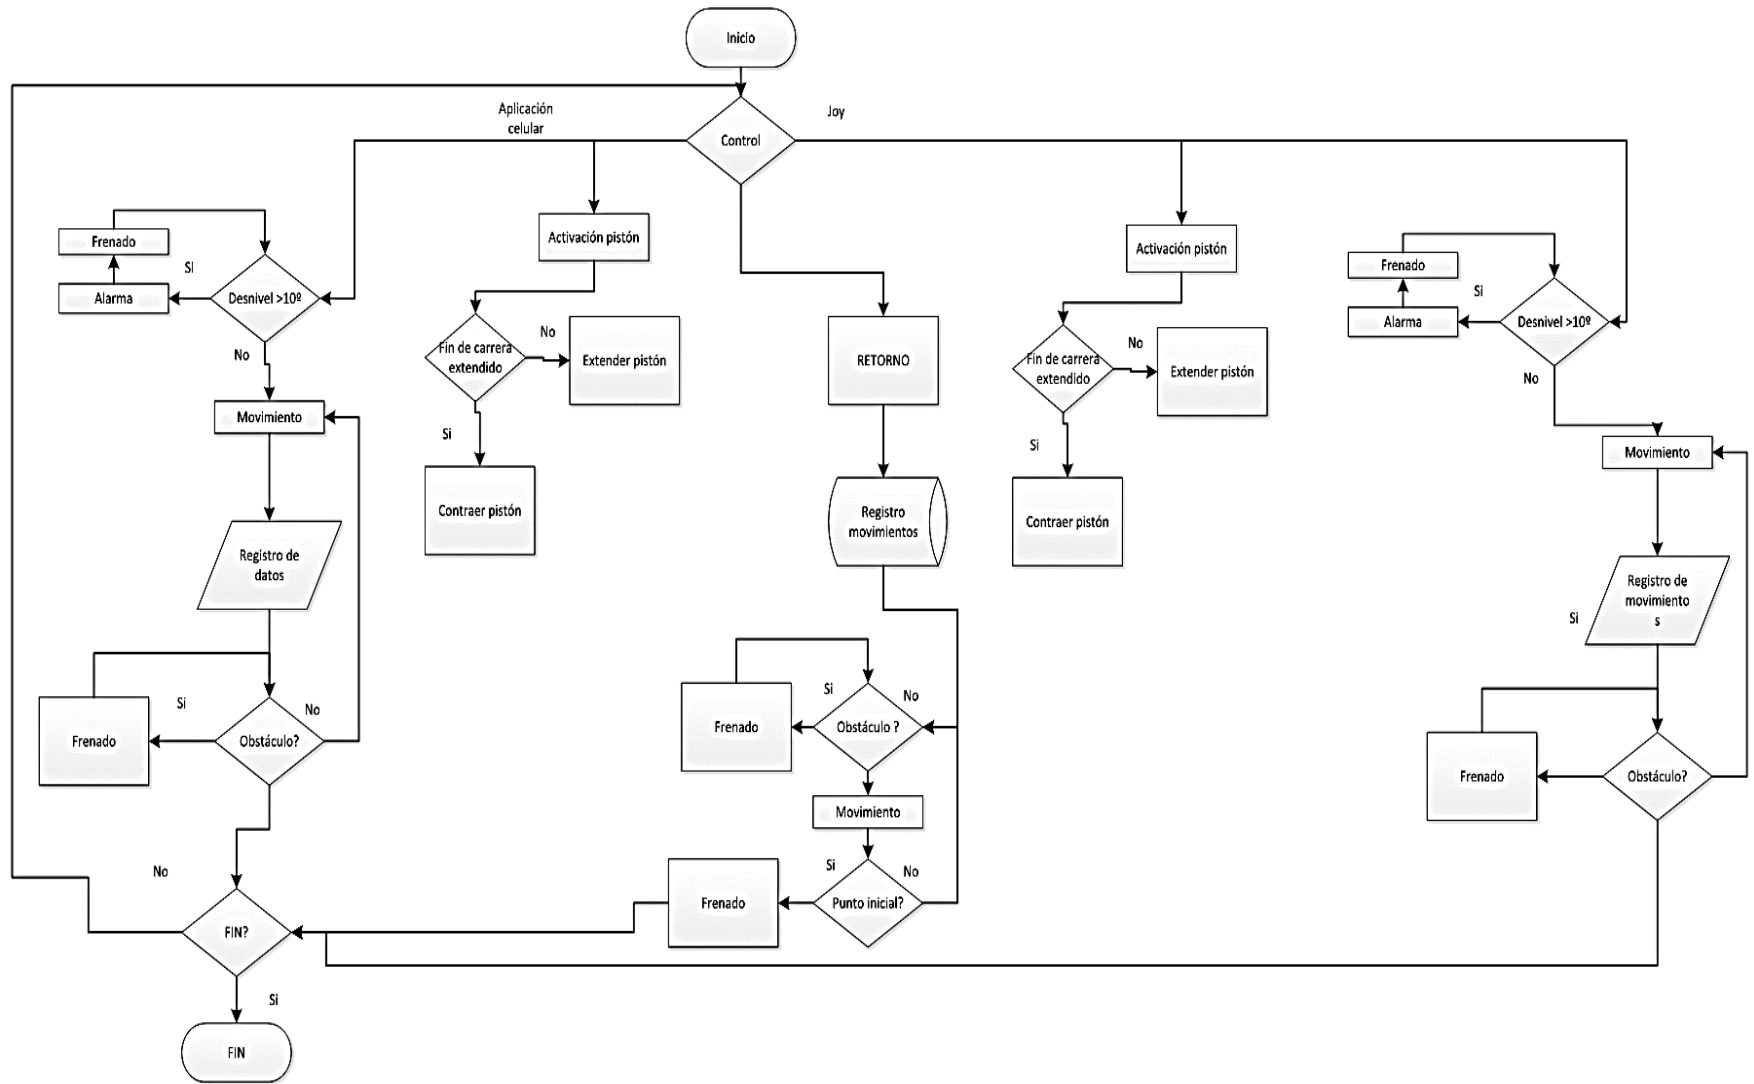 Inicio
Aplicación
celular
Joy
Control
Frenado
Si
Alarma
Desnivel >10º
No
Movimiento
Registro de
datos
Si
No
Frenado
Obstáculo?
No
FIN?
Si
FIN
Activación pistón
Fin de carrera
extendido
No
Extender pistón
Si
Contraer pistón
RETORNO
Registro
movimientos
Si
No
Frenado
Obstáculo ?
Movimiento
Si
No
Frenado
Punto inicial?
Activación pistón
Fin de carrera
extendido
No
Extender pistón
Si
Contraer pistón
Frenado
Si
Alarma
Desnivel >10º
No
Movimiento
Registro de
movimiento
s
Si
Frenado
Obstáculo?